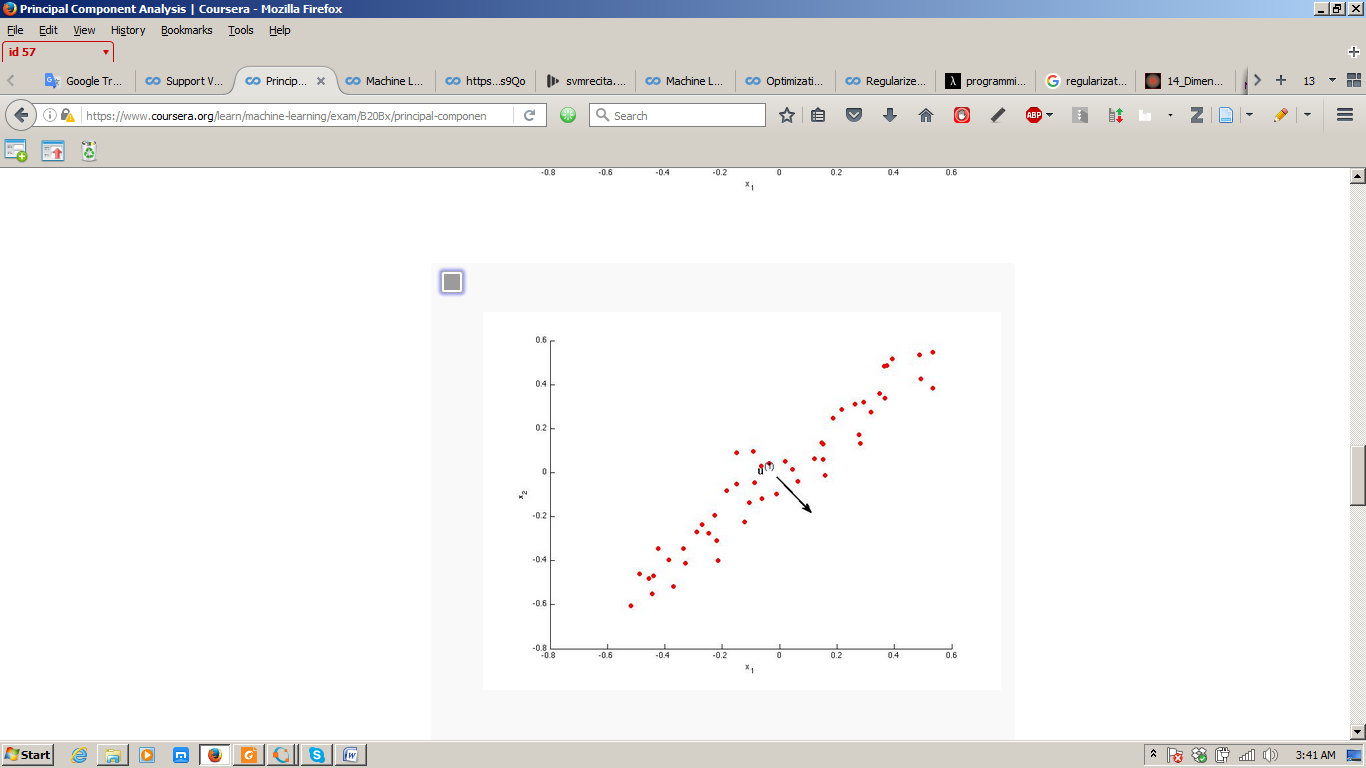 Principal Component Analysis | Coursera - Mozilla Firefox
File Edit View History Bookmarks Tools Help
id 57
Google Tr... Support V... Princip... Machine L... https...s9Qo svmrecita.... Machine L... Optimizati... Regularize... programmi... regularizat... 14_Dimen... 13
https://www.coursera.org/learn/machine-learning/exam/B20Bx/principal-componen Search ABP
-0.8 -0.6 -0.4 -0.2 0 0.2 0.4 0.6
x1
0.6
0.4
0.2
0
-0.2
-0.4
-0.6
-0.8
x2
u(1)
-0.8 -0.6 -0.4 -0.2 0 0.2 0.4 0.6
x1
Start 3:41 AM